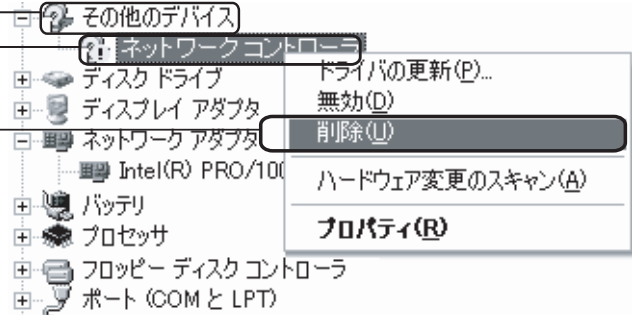 その他のデバイス
ネットワーク コントローラ
ディスク ドライブ
ディスプレイ アダプタ
ネットワーク アダプタ
Intel(R) PRO/100
バッテリ
プロセッサ
フロッピー ディスク コントローラ
ポート (COM と LPT)
ドライバの更新(P)...
無効(D)
削除(U)
ハードウェア変更のスキャン(A)
プロパティ(R)